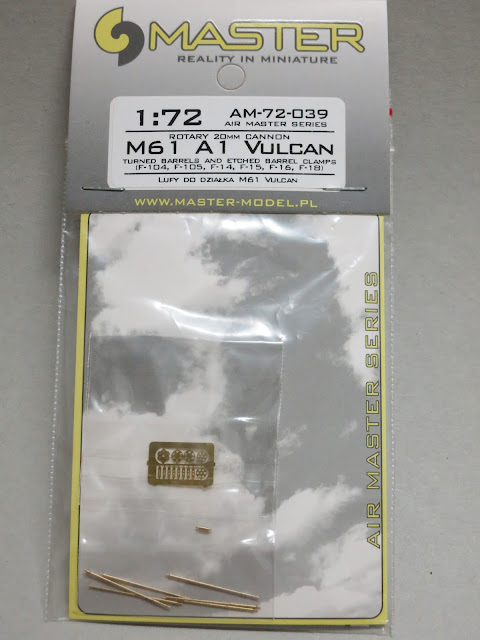 MASTER
REALITY IN MINIATURE
1:72 AM-72-039
AIR MASTER SERIES
ROTARY 20MM CANNON
M61 A1 VULCAN
TURNED BARRELS AND ETCHED BARREL CLAMPS
(F-104, F-105, F-14, F-15, F-16, F-18)
LUFY DO DZIAŁKA M61 VULCAN
WWW.MASTER-MODEL.PL
AIR MASTER SERIES